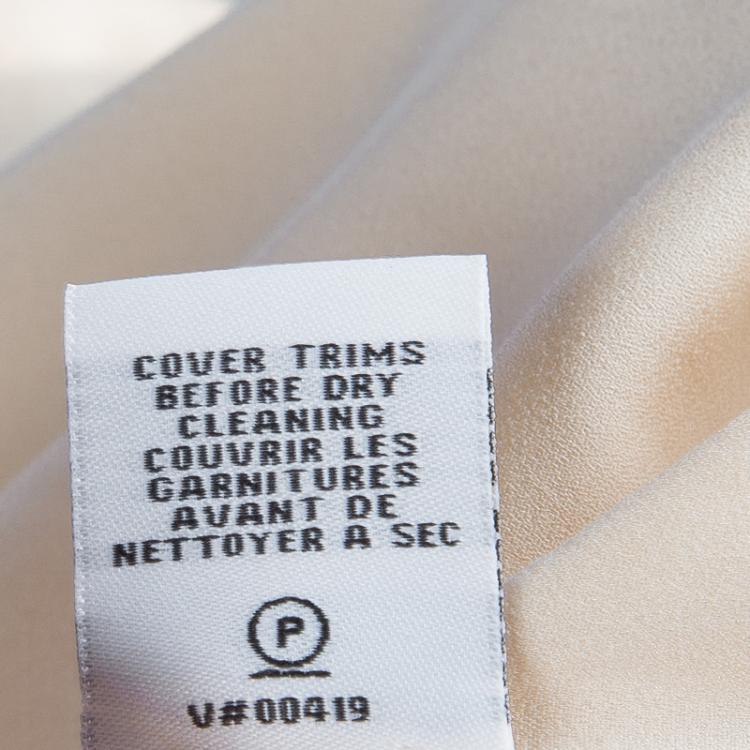 COVER TRIMS
BEFORE DRY
CLEANING
COUVRIR LES
GARNITURES
AVANT DE
NETTOYER A SEC
P
V#00419